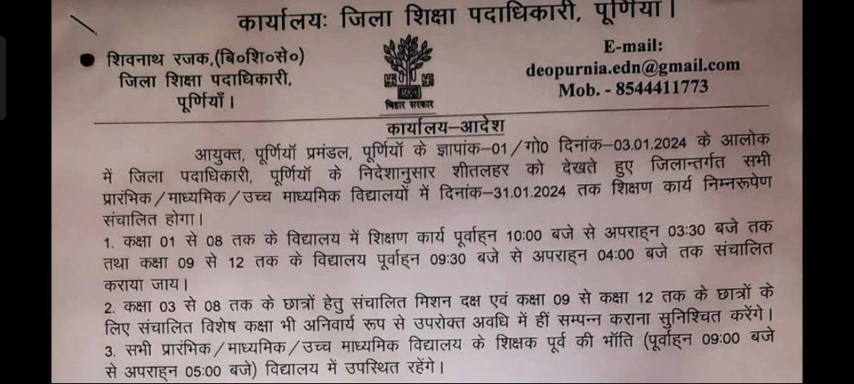 कार्यालयः जिला शिक्षा पदाधिकारी, पूर्णिया।
शिवनाथ रजक,(बि०शि०से०)
जिला शिक्षा पदाधिकारी,
पूर्णियाँ।
बिहार सरकार
E-mail:
deopurnia.edn@gmail.com
Mob. - 8544411773
कार्यालय–आदेश
आयुक्त, पूर्णियाँ प्रमंडल, पूर्णियाँ के ज्ञापांक-01/गो0 दिनांक-03.01.2024 के आलोक
में जिला पदाधिकारी, पूर्णियाँ के निदेशानुसार शीतलहर को देखते हुए जिलान्तर्गत सभी
प्रारंभिक/माध्यमिक/उच्च माध्यमिक विद्यालयों में दिनांक-31.01.2024 तक शिक्षण कार्य निम्नरूपेण
संचालित होगा।
1. कक्षा 01 से 08 तक के विद्यालय में शिक्षण कार्य पूर्वाह्न 10:00 बजे से अपराह्न 03:30 बजे तक
तथा कक्षा 09 से 12 तक के विद्यालय पूर्वाह्न 09:30 बजे से अपराह्न 04:00 बजे तक संचालित
कराया जाय।
2. कक्षा 03 से 08 तक के छात्रों हेतु संचालित मिशन दक्ष एवं कक्षा 09 से कक्षा 12 तक के छात्रों के
लिए संचालित विशेष कक्षा भी अनिवार्य रूप से उपरोक्त अवधि में हीं सम्पन्न कराना सुनिश्चित करेंगे।
3. सभी प्रारंभिक/माध्यमिक/उच्च माध्यमिक विद्यालय के शिक्षक पूर्व की भाँति (पूर्वाह्न 09:00 बजे
से अपराह्न 05:00 बजे) विद्यालय में उपस्थित रहेंगे।